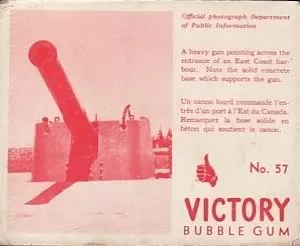 Official photograph Department
of Public Information
A heavy gun pointing across the
entrance of an East Coast har-
bour. Note the solid concrete
base which supports the gun.
Un canon lourd commande l'en-
trée d'un port à l'Est du Canada.
Remarquez la base solide en
béton qui soutient le canon.
No. 57
VICTORY
BUBBLE GUM